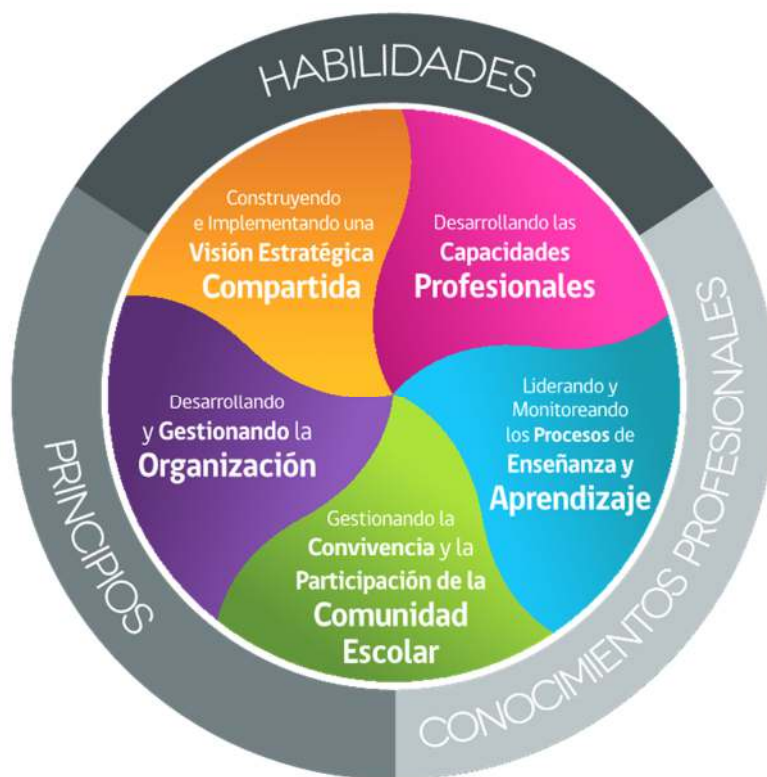 HABILIDADES
Construyendo
e Implementando una
Visión Estratégica
Compartida
Desarrollando las
Capacidades
Profesionales
Liderando y
Monitoreando
los Procesos de
Enseñanza y
Aprendizaje
Gestionando la
Convivencia y la
Participación de la
Comunidad
Escolar
Desarrollando
y Gestionando la
Organización
PRINCIPIOS
CONOCIMIENTOS PROFESIONALES